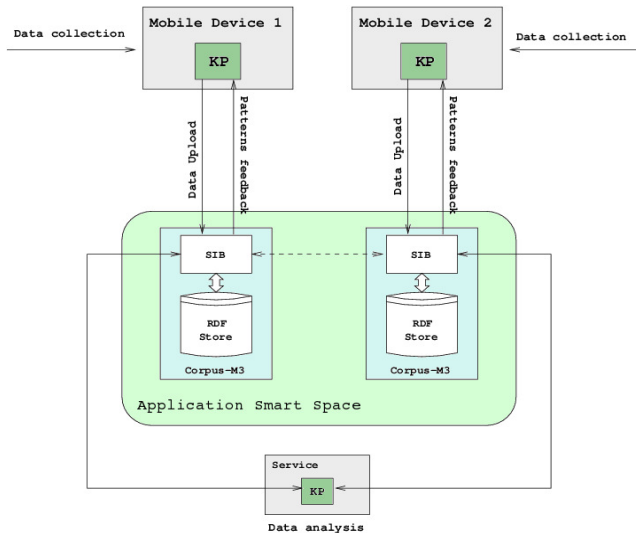 Mobile Device 1
Mobile Device 2
Data collection
Data collection
KP
KP
Data Upload
Patterns feedback
Data Upload
Patterns feedback
SIB
SIB
RDF
Store
RDF
Store
Corpus-M3
Corpus-M3
Application Smart Space
Service
KP
Data analysis